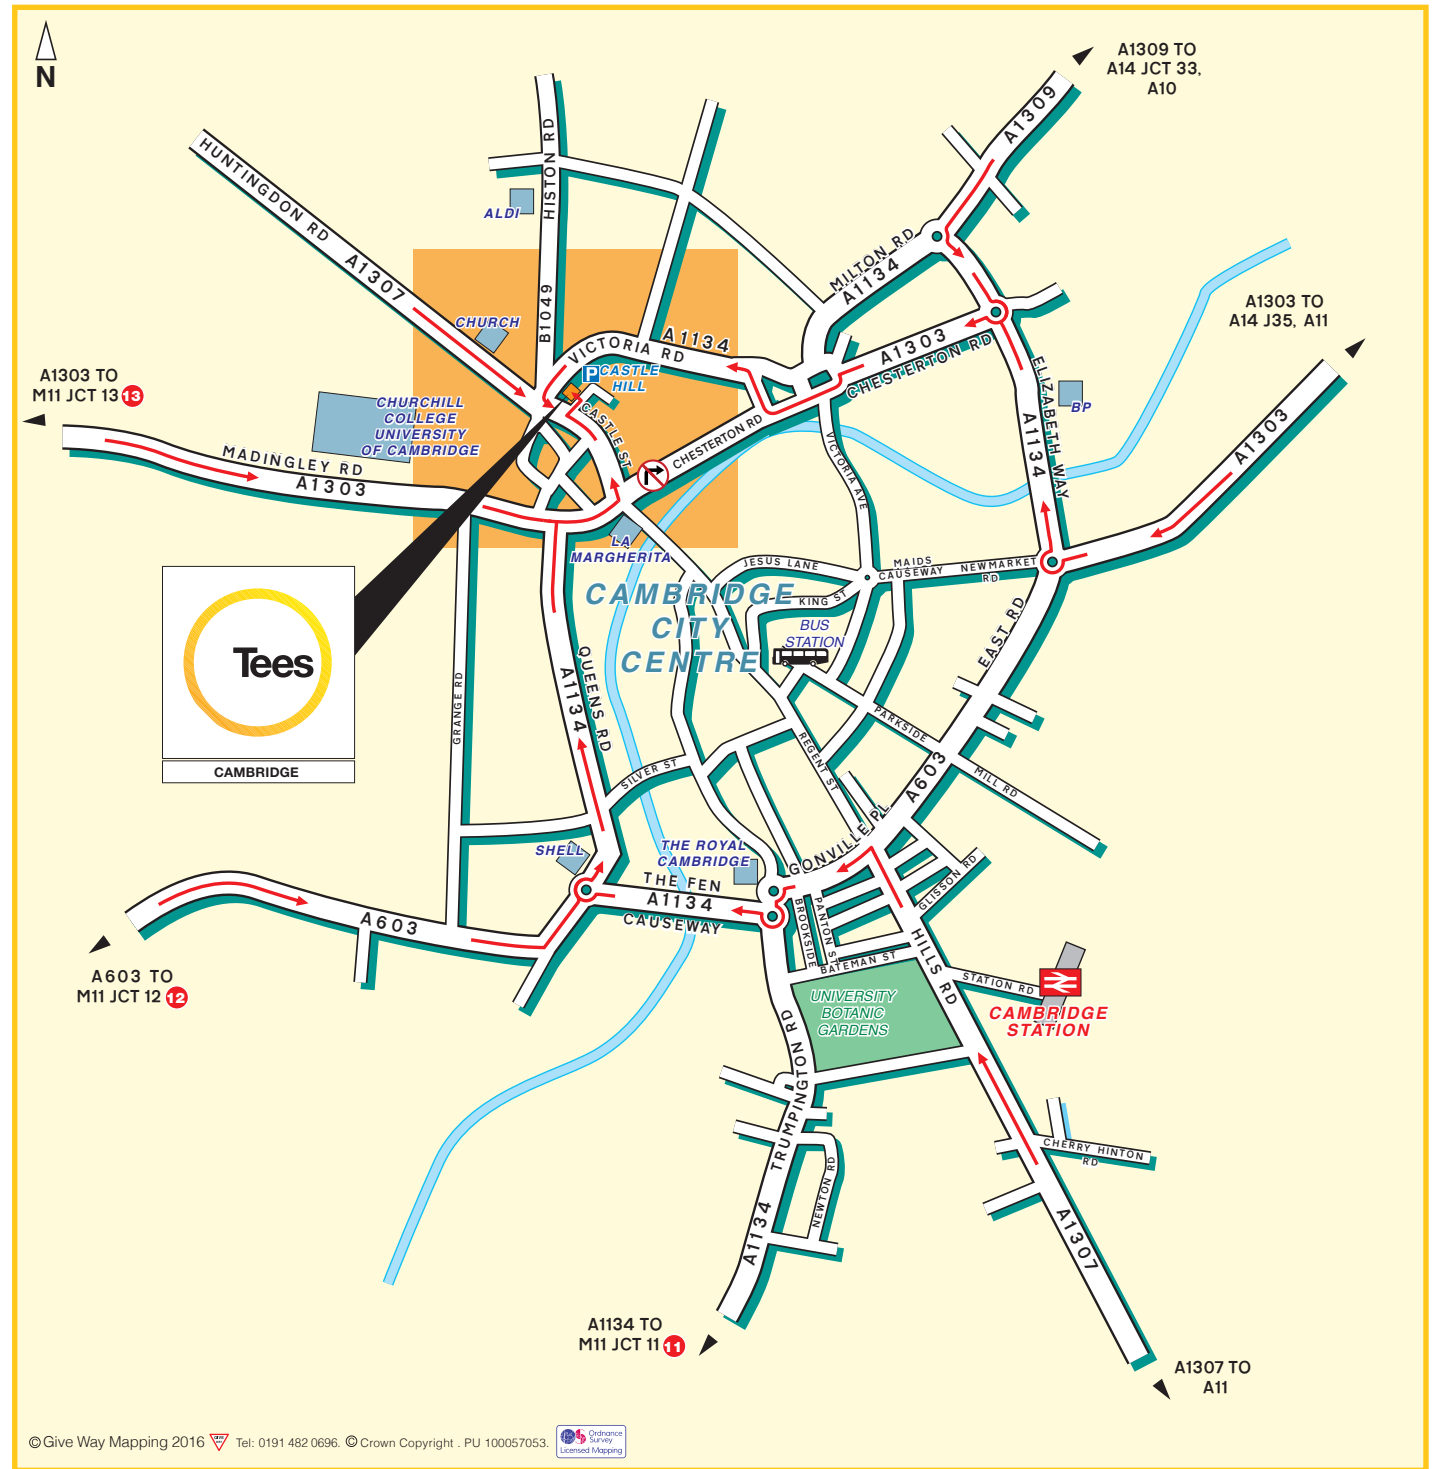 N
A1309 TO
A14 JCT 33,
A10
A1309
HISTON RD
B1049
ALDI
HUNTINGDON RD
A1307
MILTON RD
A1134
A1303 TO
A14 J35, A11
CHURCH
A1134
VICTORIA RD
A1303
CHESTERTON RD
P
CASTLE
HILL
A1303 TO
M11 JCT 13 13
CHURCHILL
COLLEGE
UNIVERSITY
OF CAMBRIDGE
CASTLE ST
CHESTERTON RD
ELIZABETH WAY
A1134
BP
A1303
MADINGLEY RD
A1303
VICTORIA AVE
LA
MARGHERITA
JESUS LANE
MAIDS
CAUSEWAY
NEWMARKET
RD
KING ST
CAMBRIDGE
CITY
CENTRE
BUS
STATION
EAST RD
Tees
CAMBRIDGE
GRANGE RD
QUEENS RD
A1134
PARKSIDE
REGENT ST
A603
MILL RD
SILVER ST
SHELL
THE ROYAL
CAMBRIDGE
GONVILLE PL
GLISSON RD
THE FEN
A1134
CAUSEWAY
BROOKSIDE
PANTON ST
BATEMAN ST
A603
A603 TO
M11 JCT 12 12
UNIVERSITY
BOTANIC
GARDENS
HILLS RD
STATION RD
CAMBRIDGE
STATION
TRUMPINGTON RD
CHERRY HINTON
RD
NEWTON RD
A1134
A1307
A1134 TO
M11 JCT 11 11
A1307 TO
A11
© Give Way Mapping 2016 GIVE WAY Tel: 0191 482 0696. © Crown Copyright . PU 100057053.
Ordnance
Survey
Licensed Mapping